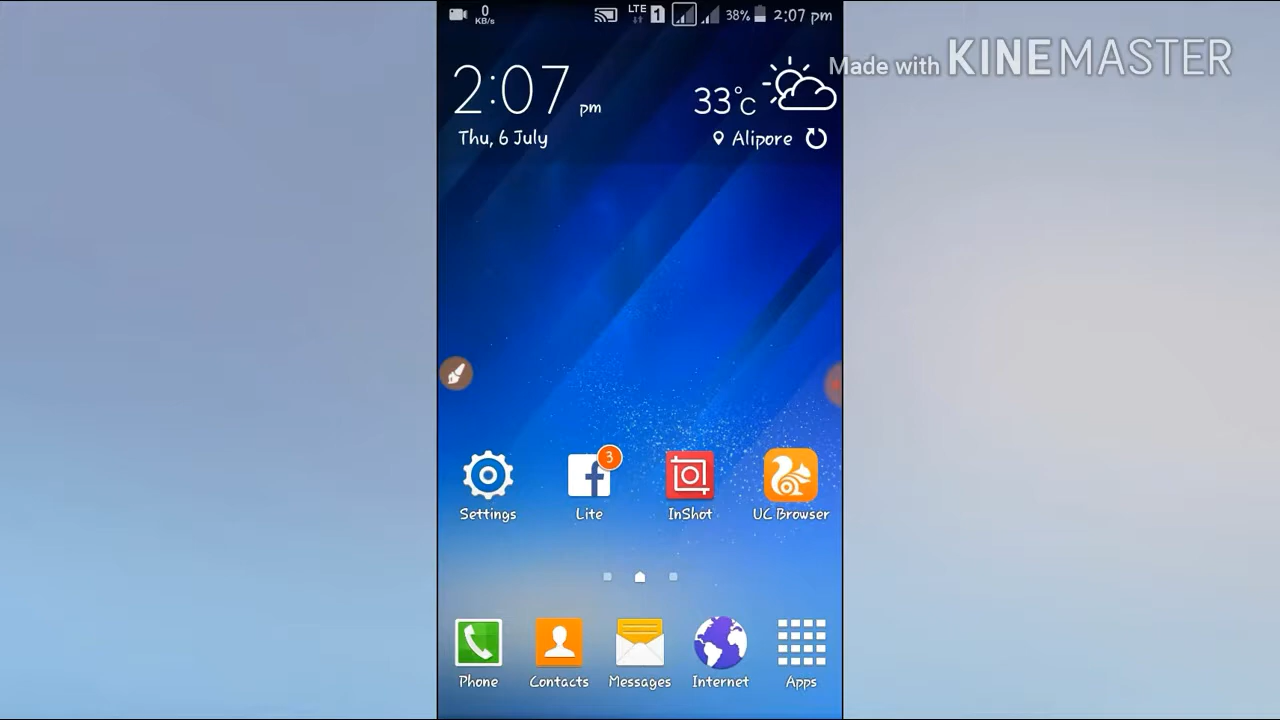 0
KB/s
LTE
1
38%
2:07 pm
Made with KINEMASTER
2:07 pm
33°c
Thu, 6 July
Alipore
3
Settings
Lite
InShot
UC Browser
Phone
Contacts
Messages
Internet
Apps